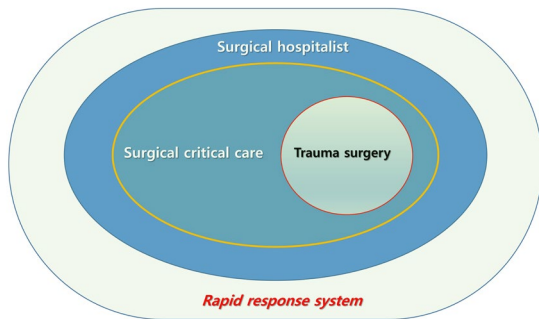 Surgical hospitalist
Surgical critical care
Trauma surgery
Rapid response system